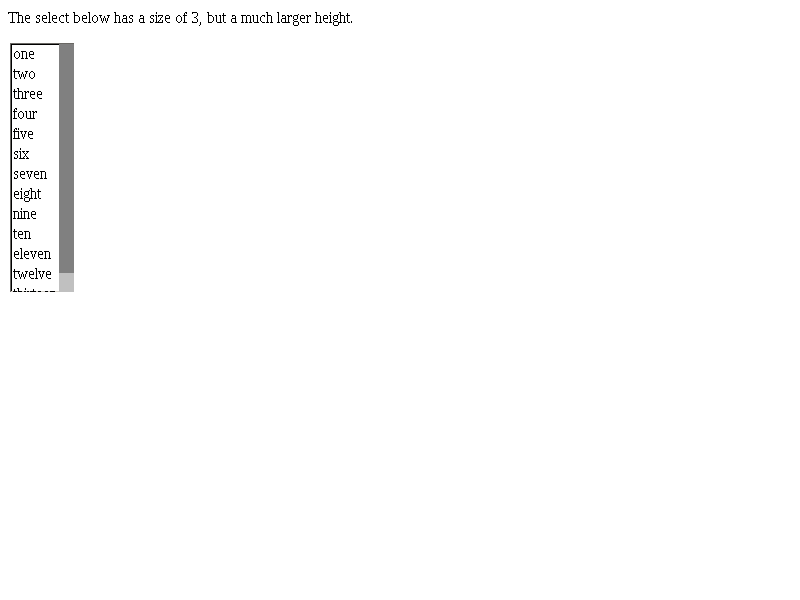 The select below has a size of 3, but a much larger height.
one
two
three
four
five
six
seven
eight
nine
ten
eleven
twelve